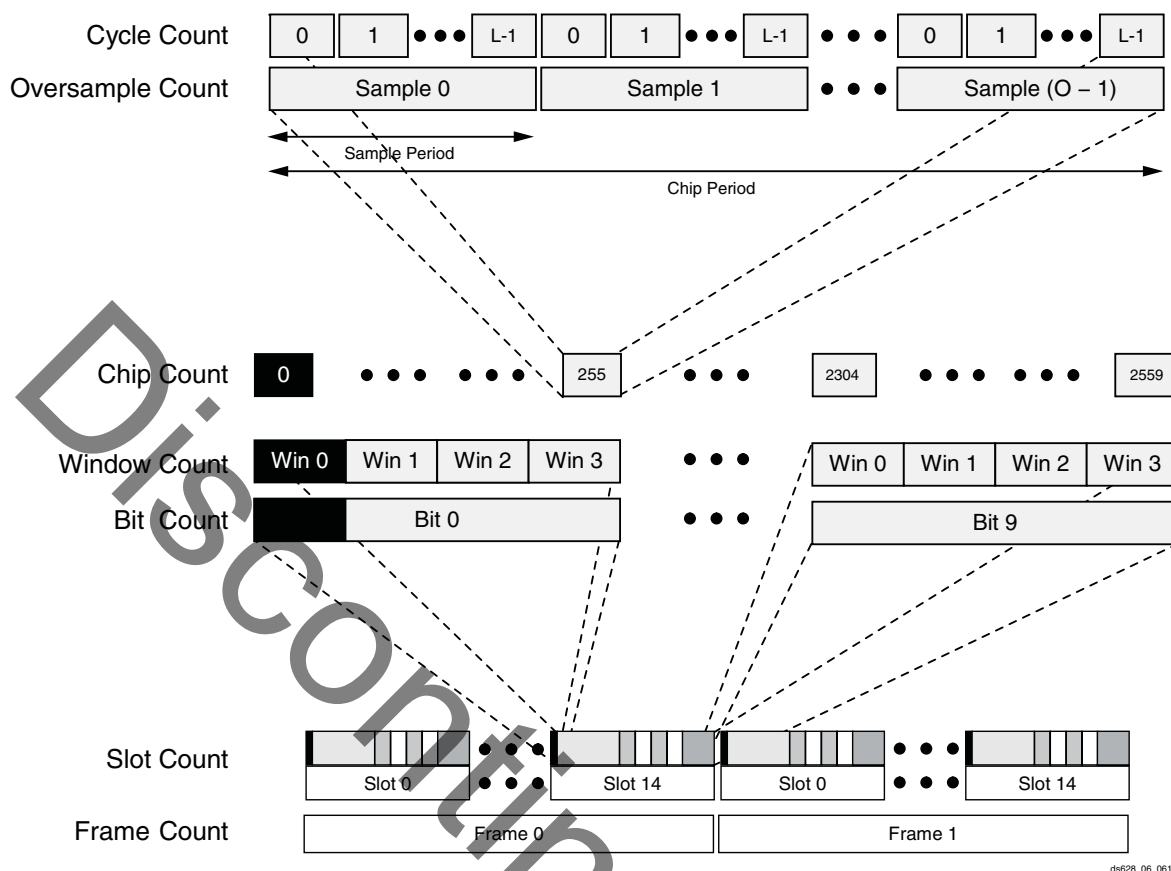 Cycle Count 0 1 L-1 0 1 L-1 0 1 L-1
Oversample Count Sample 0 Sample 1 Sample (O – 1)
Sample Period
Chip Period
Chip Count 0 255 2304 2559
Window Count Win 0 Win 1 Win 2 Win 3 Win 0 Win 1 Win 2 Win 3
Bit Count Bit 0 Bit 9
Slot Count
Slot 0 Slot 14 Slot 0 Slot 14
Frame Count Frame 0 Frame 1
ds628_06_061